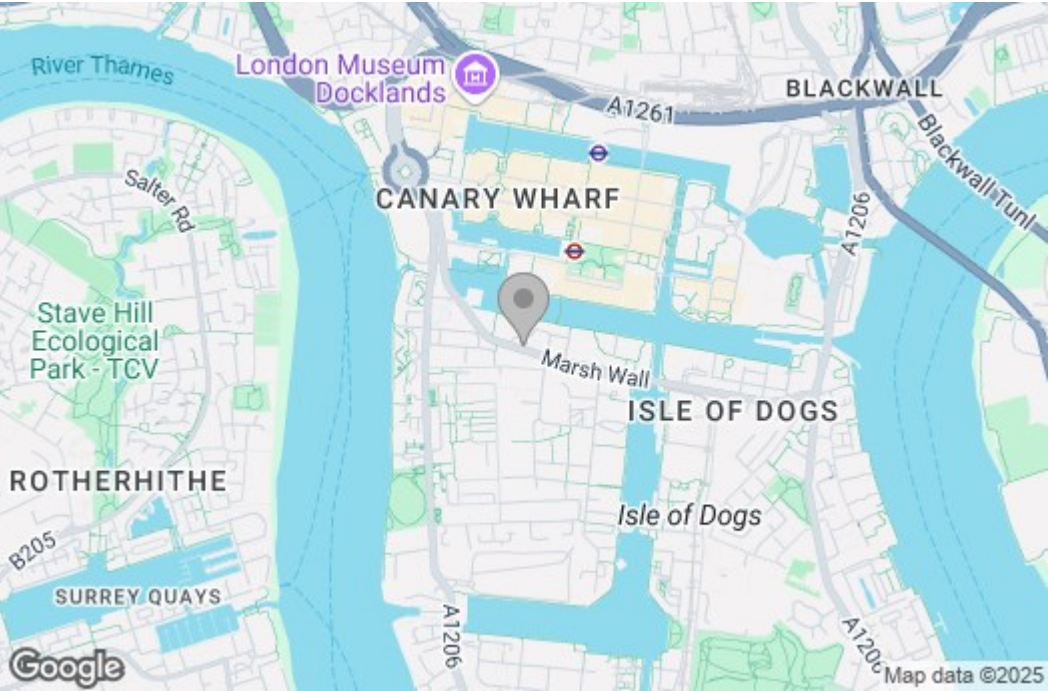 River Thames
London Museum
Docklands
A1261
BLACKWALL
Blackwall Tunl
Salter Rd
CANARY WHARF
A1206
Stave Hill
Ecological
Park - TCV
Marsh Wall
ISLE OF DOGS
ROTHERHITHE
Isle of Dogs
B205
SURREY QUAYS
A1206
A120
Google
Map data ©2025